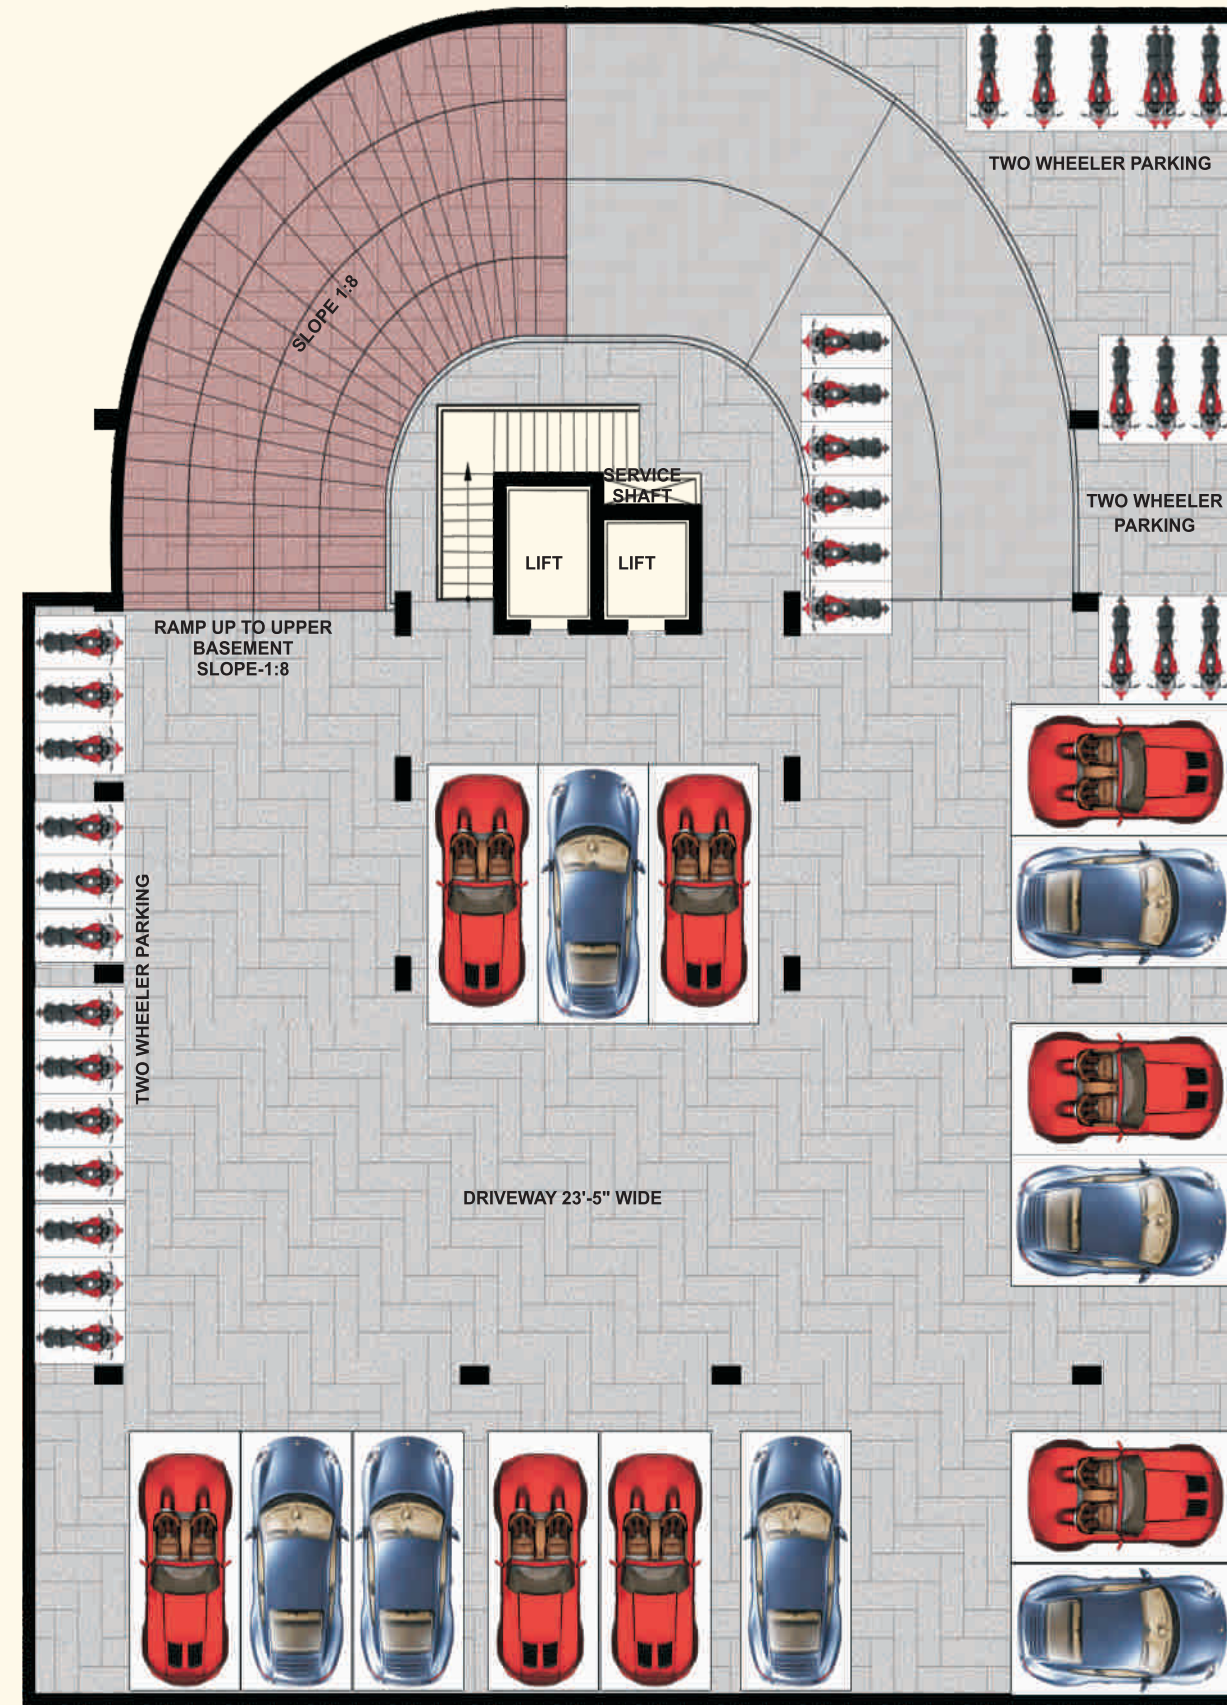 TWO WHEELER PARKING
SLOPE 1:8
SERVICE
SHAFT
TWO WHEELER
PARKING
LIFT
LIFT
RAMP UP TO UPPER
BASEMENT
SLOPE-1:8
TWO WHEELER PARKING
DRIVEWAY 23'-5" WIDE